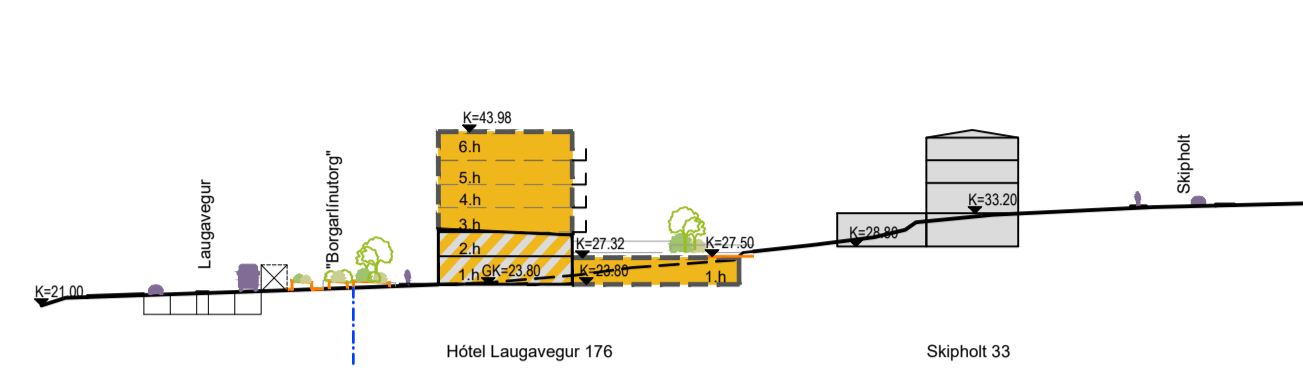 K=43.98
6.h
5.h
4.h
3.h
2.h
1.h
GK=23.80
K=27.32
K=23.80
K=27.50
1.h
K=21.00
Laugavegur
"Borgarlínutorg"
K=28.80
K=33.20
Skipholt
Hótel Laugavegur 176
Skipholt 33